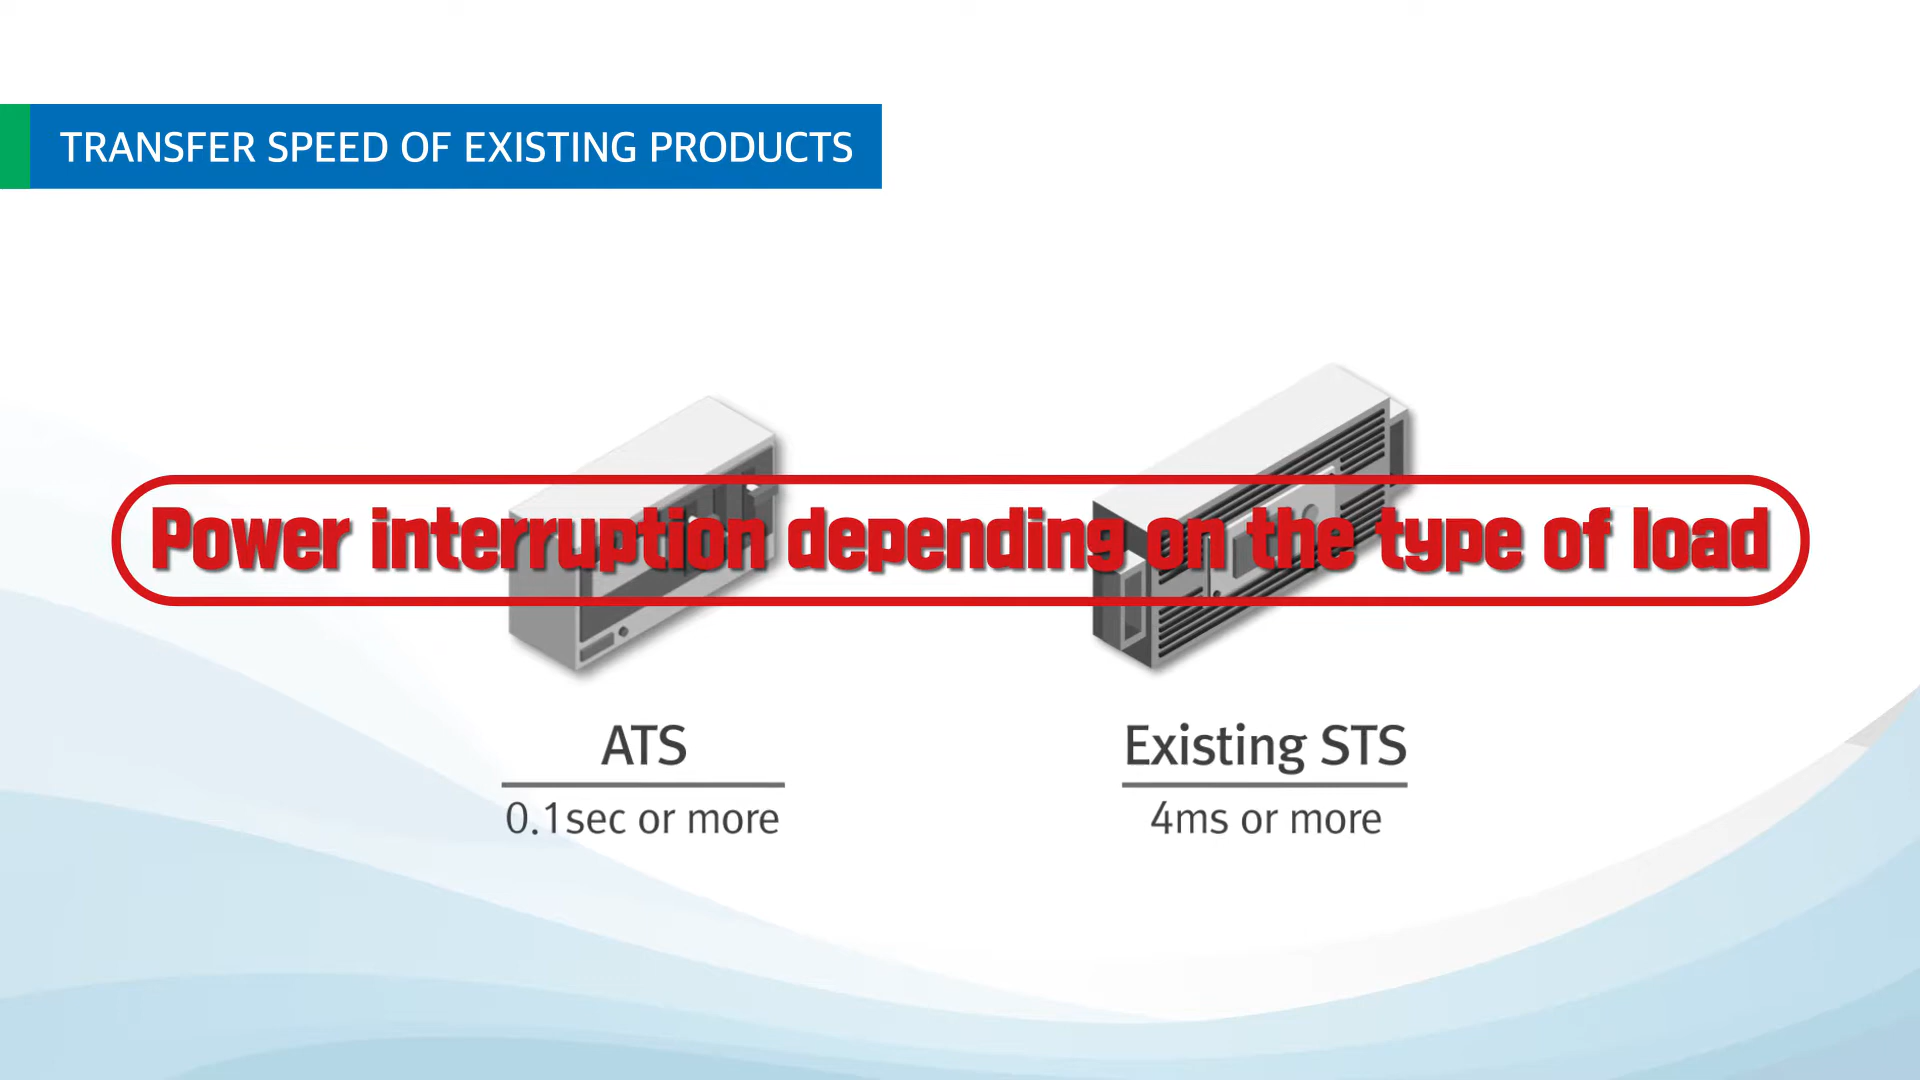 TRANSFER SPEED OF EXISTING PRODUCTS
Power interruption depending on the type of load
ATS
0.1sec or more
Existing STS
4ms or more